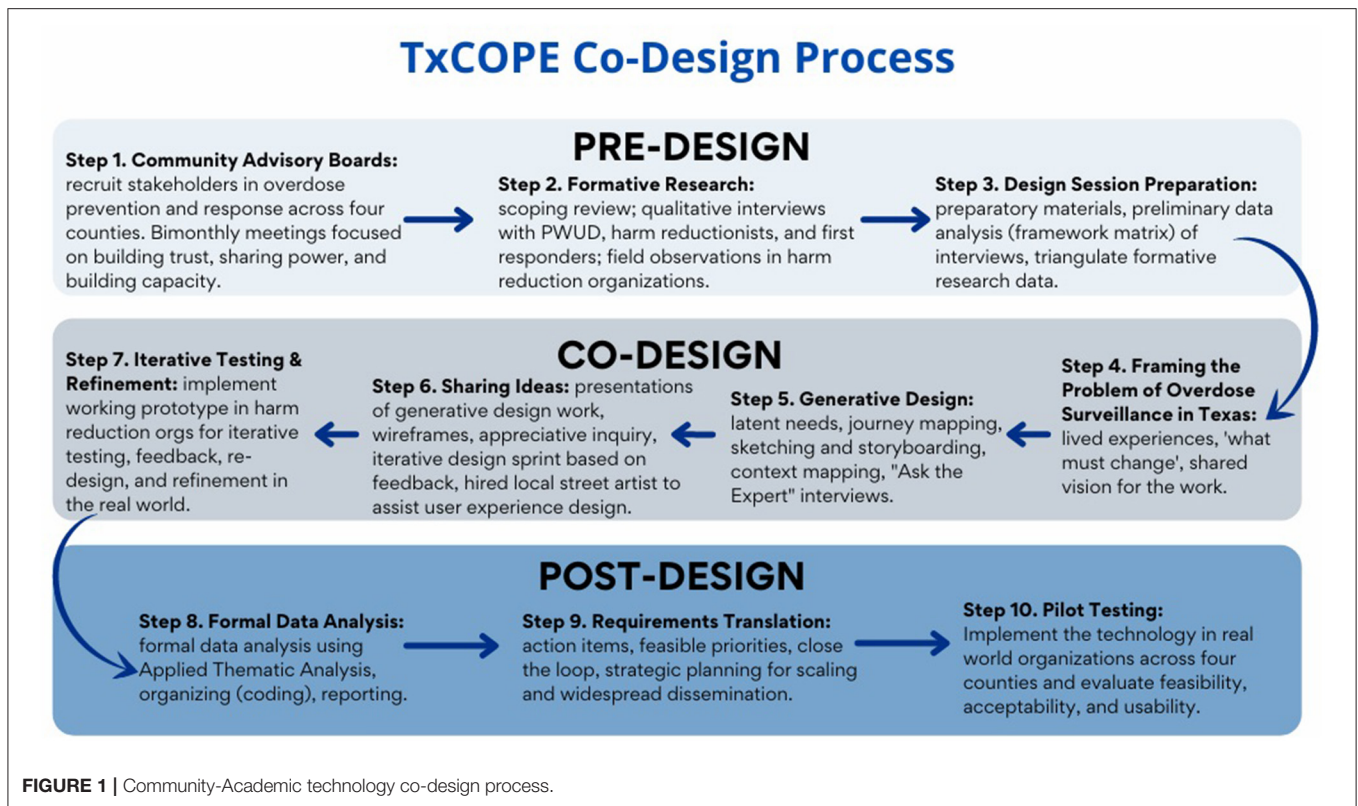 TxCOPE Co-Design Process
PRE-DESIGN
Step 1. Community Advisory Boards:
recruit stakeholders in overdose
prevention and response across four
counties. Bimonthly meetings focused
on building trust, sharing power, and
building capacity.
Step 2. Formative Research:
scoping review; qualitative interviews
with PWUD, harm reductionists, and first
responders; field observations in harm
reduction organizations.
Step 3. Design Session Preparation:
preparatory materials, preliminary data
analysis (framework matrix) of
interviews, triangulate formative
research data.
CO-DESIGN
Step 4. Framing the
Problem of Overdose
Surveillance in Texas:
lived experiences, 'what
must change', shared
vision for the work.
Step 5. Generative Design:
latent needs, journey mapping,
sketching and storyboarding,
context mapping, "Ask the
Expert" interviews.
Step 6. Sharing Ideas: presentations
of generative design work,
wireframes, appreciative inquiry,
iterative design sprint based on
feedback, hired local street artist to
assist user experience design.
Step 7. Iterative Testing &
Refinement: implement
working prototype in harm
reduction orgs for iterative
testing, feedback, re-
design, and refinement in
the real world.
POST-DESIGN
Step 8. Formal Data Analysis:
formal data analysis using
Applied Thematic Analysis,
organizing (coding), reporting.
Step 9. Requirements Translation:
action items, feasible priorities, close
the loop, strategic planning for scaling
and widespread dissemination.
Step 10. Pilot Testing:
Implement the technology in real
world organizations across four
counties and evaluate feasibility,
acceptability, and usability.
FIGURE 1 | Community-Academic technology co-design process.